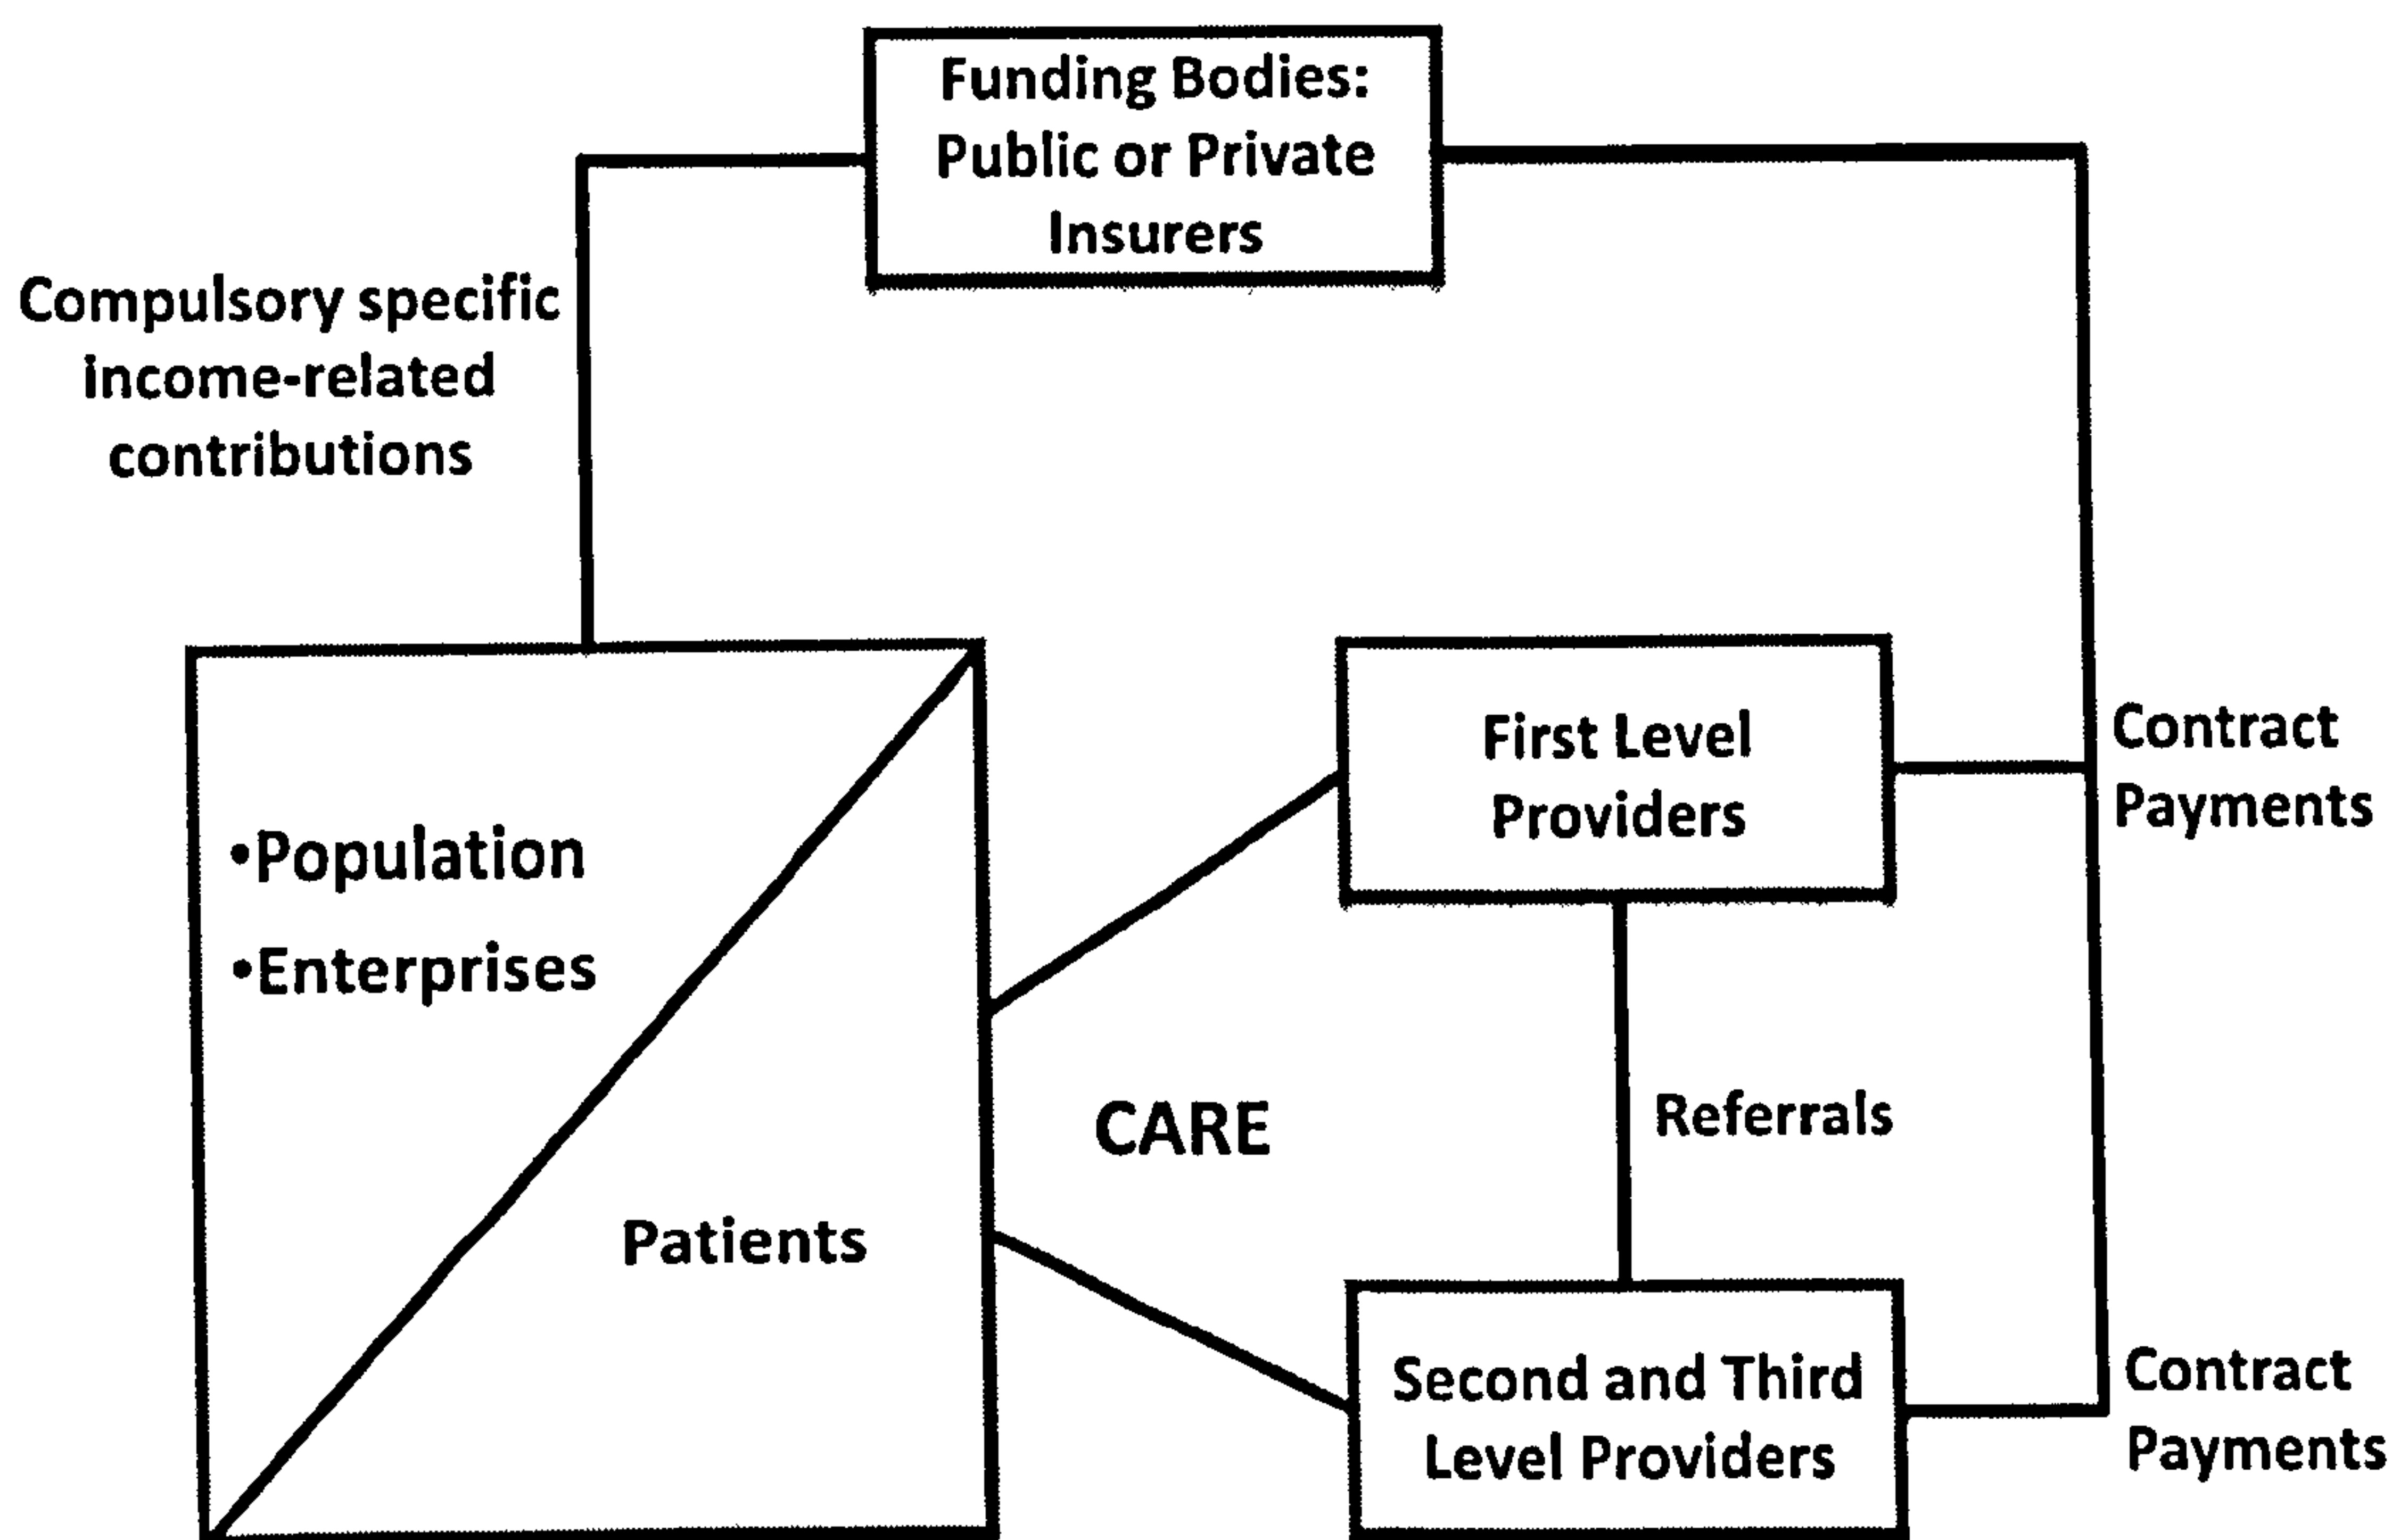 Funding Bodies:
Public or Private
Insurers
Compulsory specific
income-related
contributions
•Population
•Enterprises
Patients
CARE
First Level
Providers
Contract
Payments
Referrals
Second and Third
Level Providers
Contract
Payments